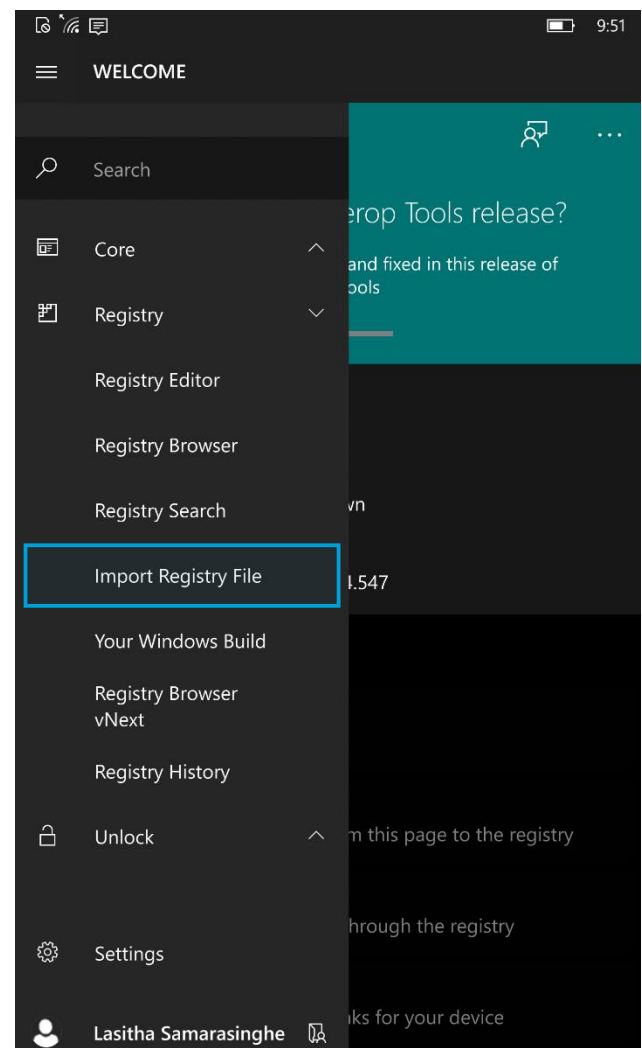 9:51
WELCOME
Search
erop Tools release?
Core
and fixed in this release of
ools
Registry
Registry Editor
Registry Browser
Registry Search
wn
Import Registry File
4.547
Your Windows Build
Registry Browser
vNext
Registry History
Unlock
m this page to the registry
hrough the registry
Settings
Lasitha Samarasinghe
ks for your device